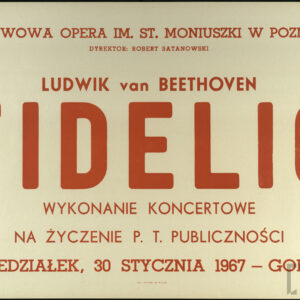 WOWA OPERA IM. ST. MONIUSZKI W POZ
DYREKTOR: ROBERT SATANOWSKI
LUDWIK van BEETHOVEN
FIDELIO
WYKONANIE KONCERTOWE
NA ŻYCZENIE P. T. PUBLICZNOŚCI
EDZIAŁEK, 30 STYCZNIA 1967 — GO